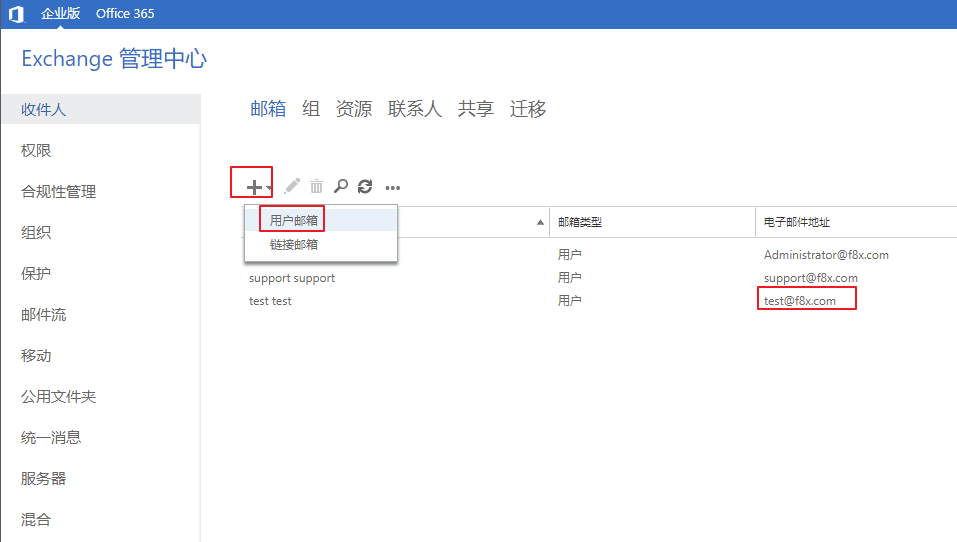 企业版 Office 365
Exchange 管理中心
收件人
权限
合规性管理
组织
保护
邮件流
移动
公用文件夹
统一消息
服务器
混合
邮箱 组 资源 联系人 共享 迁移
用户邮箱
链接邮箱
邮箱类型 电子邮件地址
用户 Administrator@f8x.com
support support 用户 support@f8x.com
test test 用户 test@f8x.com